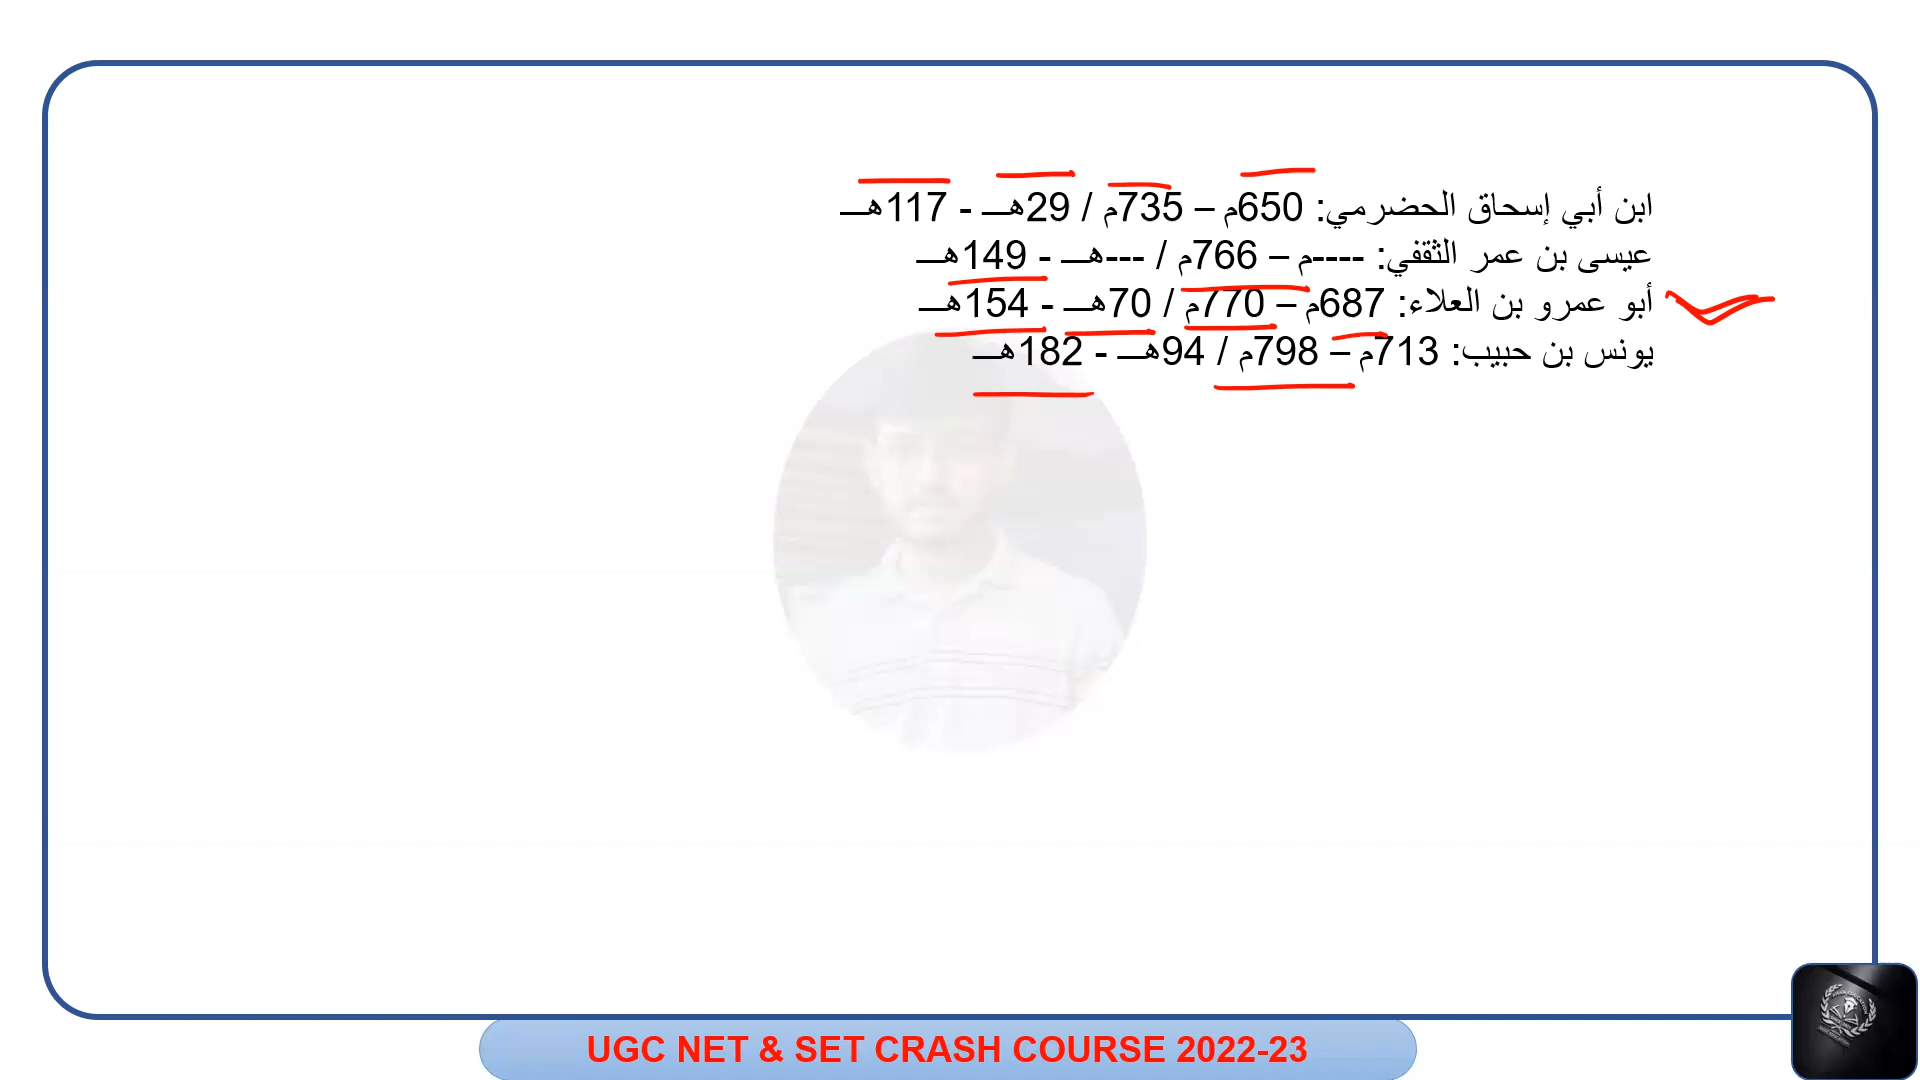 ابن أبي إسحاق الحضرمي: 650م – 735م / 29هـ - 117هـ
عيسى بن عمر الثقفي: ----م – 766م / ---هـ - 149هـ
أبو عمرو بن العلاء: 687م – 770م / 70هـ - 154هـ
يونس بن حبيب: 713م – 798م / 94هـ - 182هـ
UGC NET & SET CRASH COURSE 2022-23